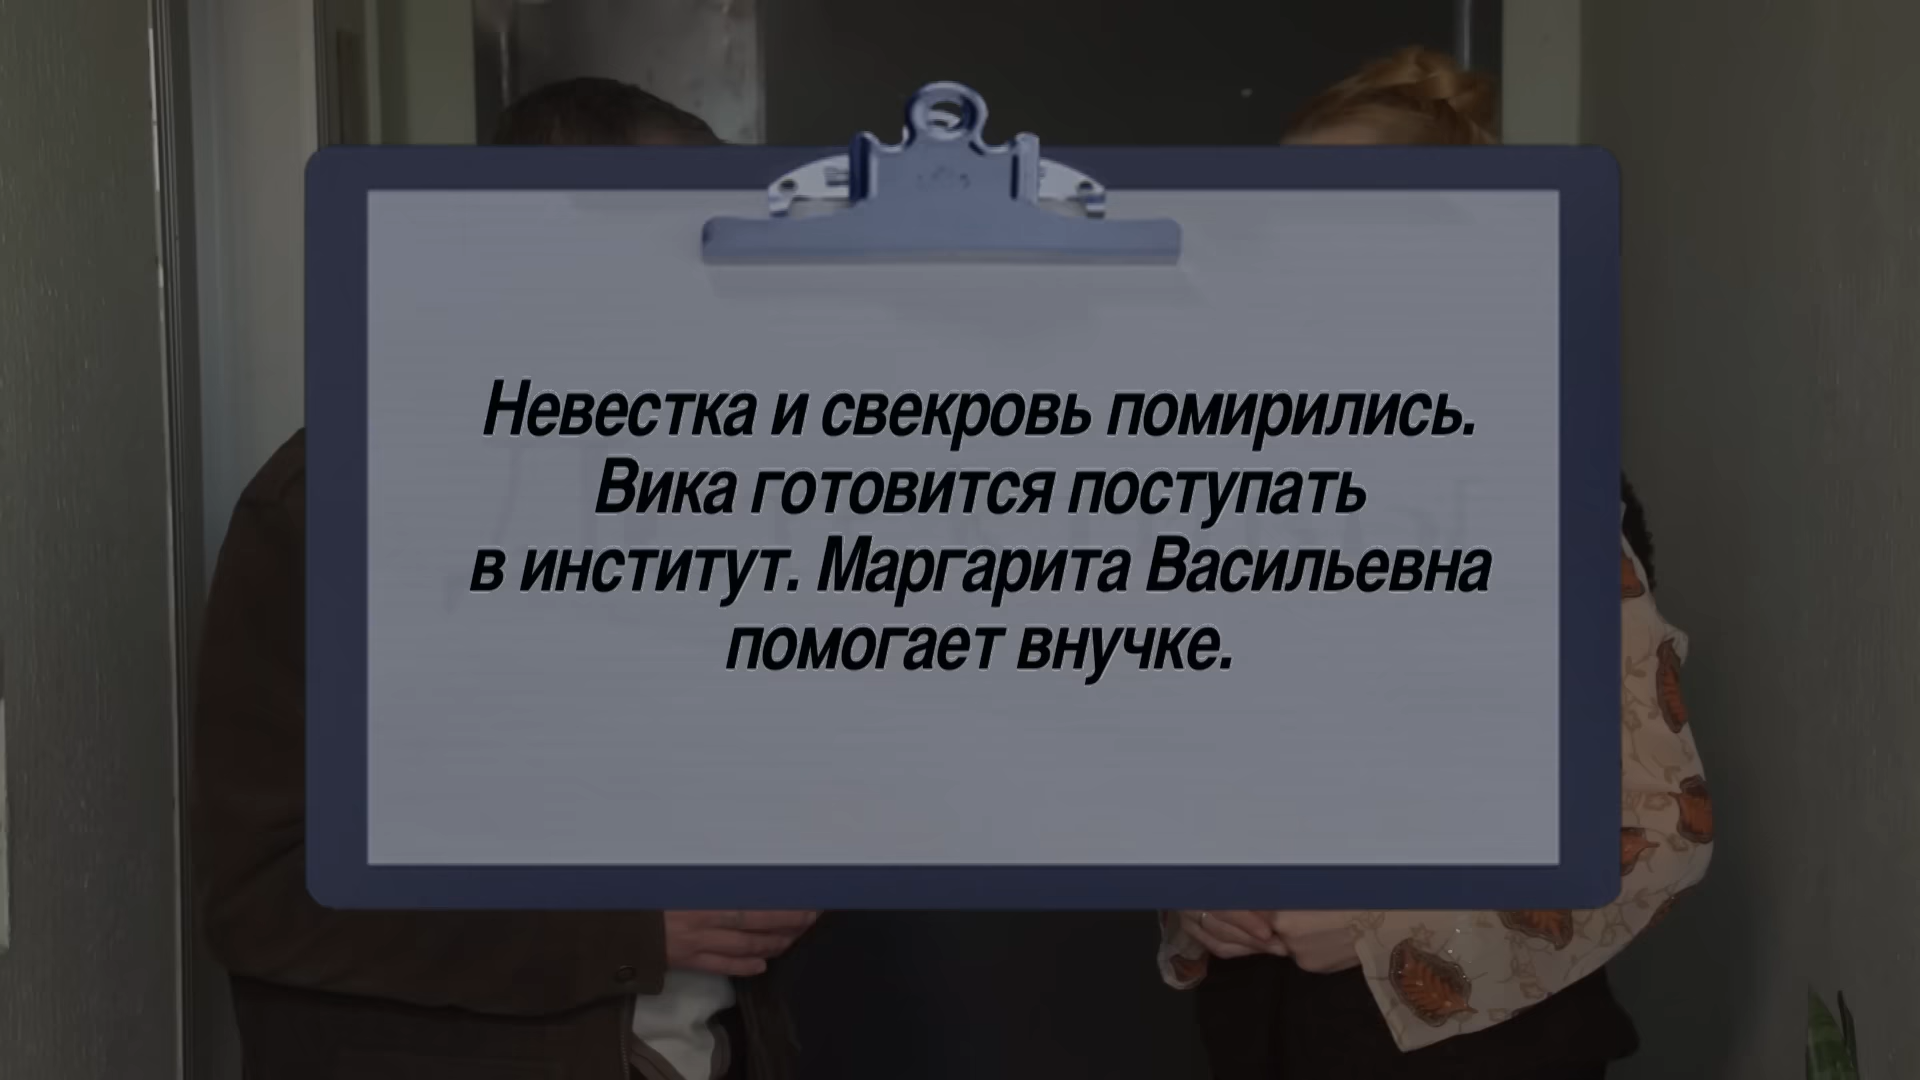 Невестка и свекровь помирились.
Вика готовится поступать
в институт. Маргарита Васильевна
помогает внучке.